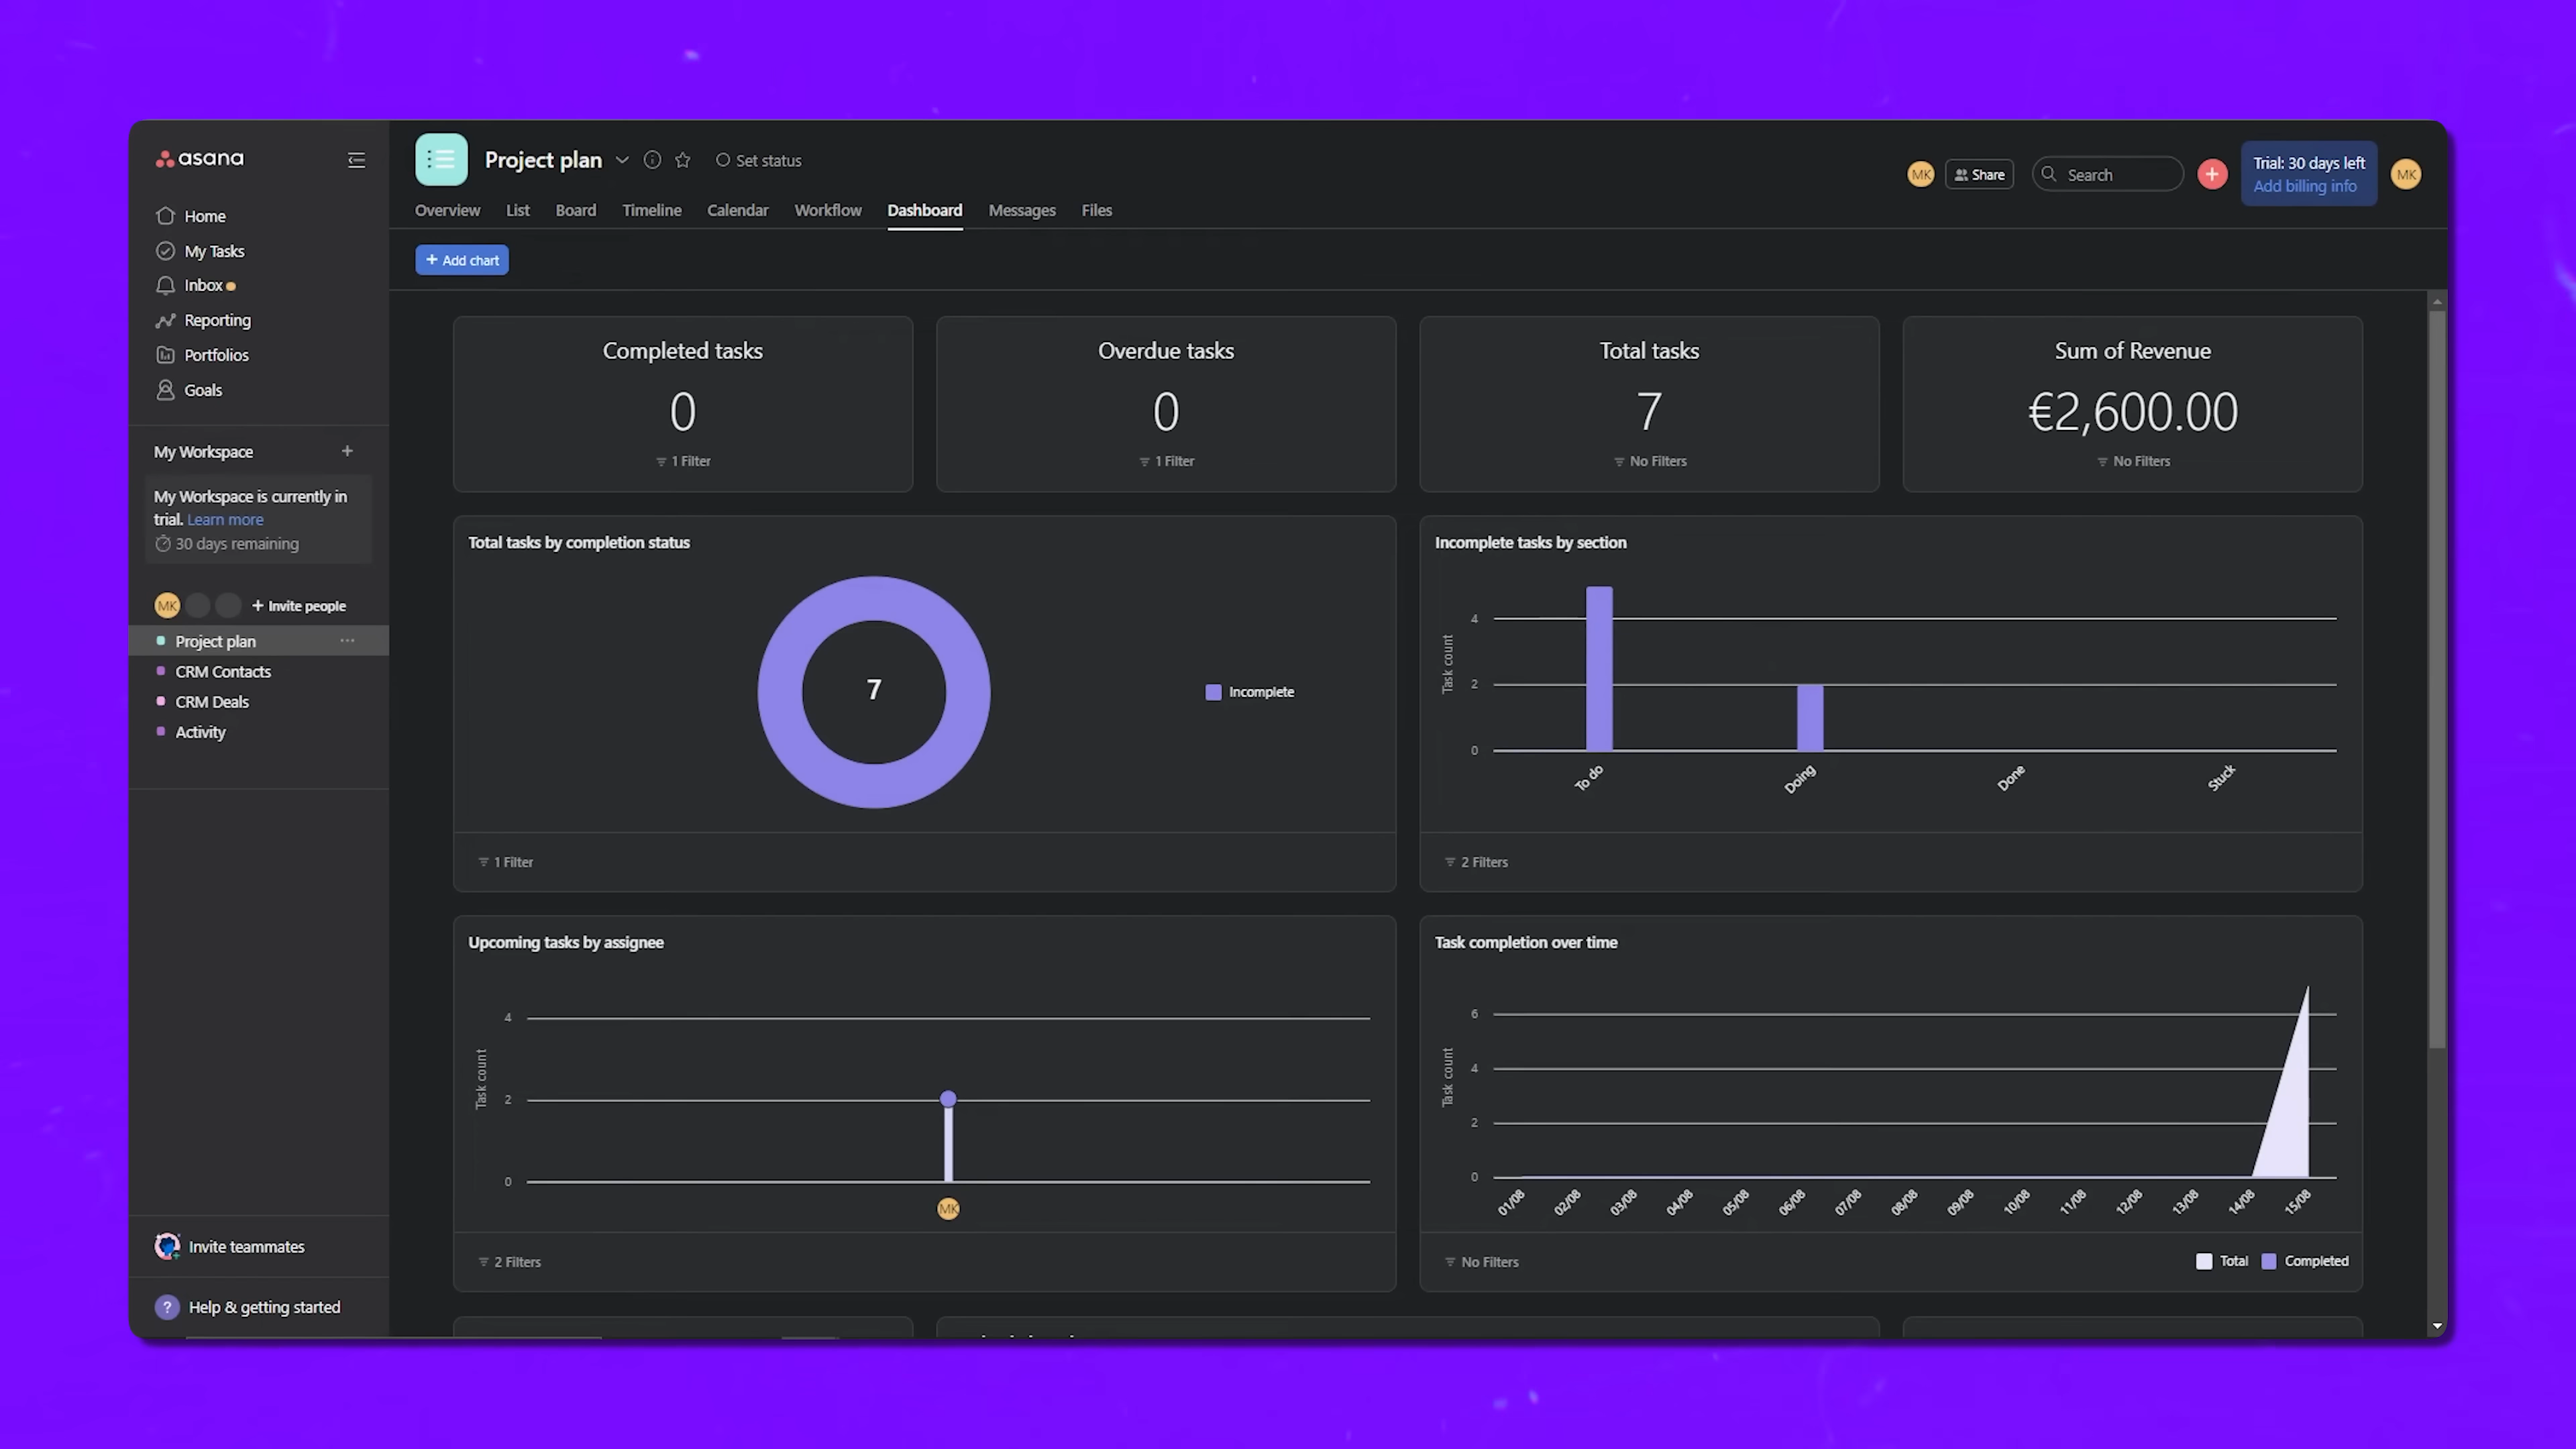 asana
Home
My Tasks
Inbox
Reporting
Portfolios
Goals
My Workspace
My Workspace is currently in
trial. Learn more
30 days remaining
MK
+ Invite people
Project plan
CRM Contacts
CRM Deals
Activity
Invite teammates
? Help & getting started
Project plan
Set status
Overview List Board Timeline Calendar Workflow Dashboard Messages Files
MK
Share
Search
Trial: 30 days left
Add billing info
MK
+ Add chart
Completed tasks
0
1 Filter
Overdue tasks
0
1 Filter
Total tasks
7
No Filters
Sum of Revenue
€2,600.00
No Filters
Total tasks by completion status
7
Incomplete
1 Filter
Incomplete tasks by section
Task count
4
2
0
To do
Doing
Done
Stuck
2 Filters
Upcoming tasks by assignee
Task count
4
2
0
MK
2 Filters
Task completion over time
Task count
6
4
2
0
01/08 02/08 03/08 04/08 05/08 06/08 07/08 08/08 09/08 10/08 11/08 12/08 13/08 14/08 15/08
No Filters
Total Completed